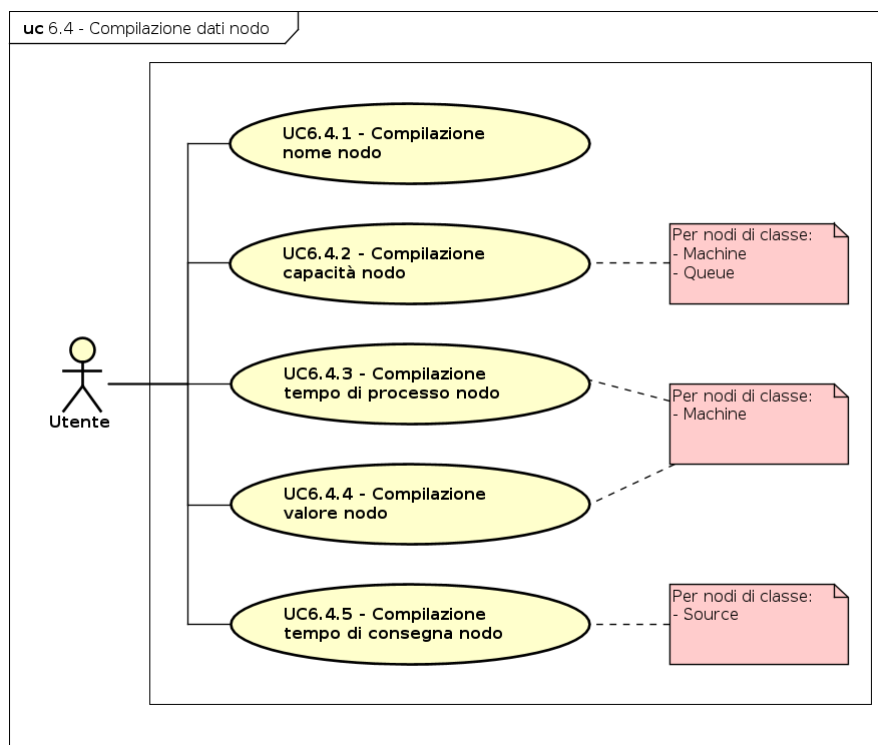 uc 6.4 - Compilazione dati nodo
UC6.4.1 - Compilazione
nome nodo
UC6.4.2 - Compilazione
capacità nodo
Per nodi di classe:
- Machine
- Queue
UC6.4.3 - Compilazione
tempo di processo nodo
Per nodi di classe:
- Machine
Utente
UC6.4.4 - Compilazione
valore nodo
UC6.4.5 - Compilazione
tempo di consegna nodo
Per nodi di classe:
- Source